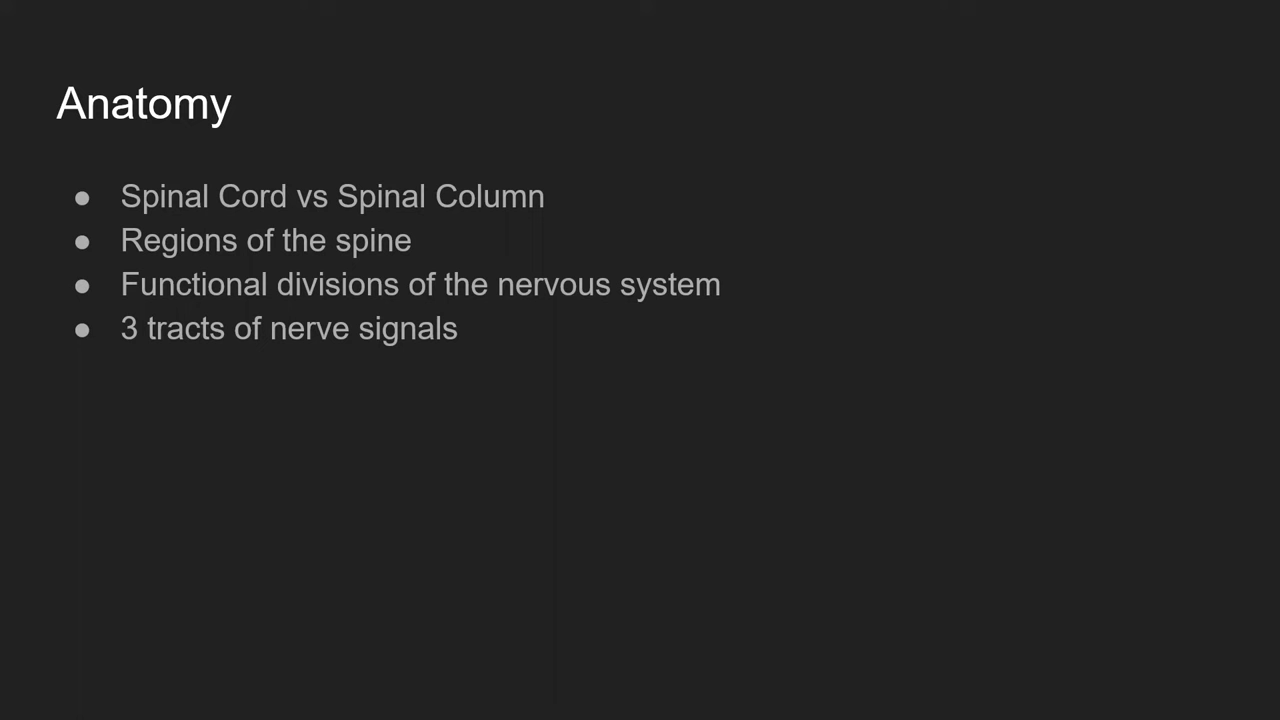 Anatomy
● Spinal Cord vs Spinal Column
● Regions of the spine
● Functional divisions of the nervous system
● 3 tracts of nerve signals